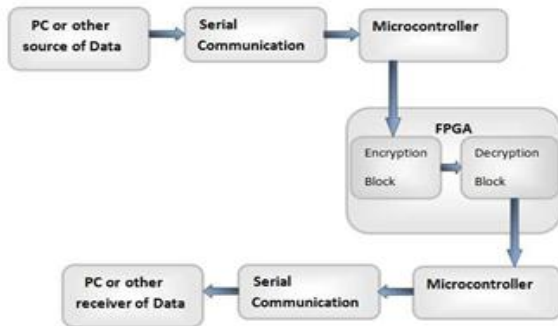 PC or other
source of Data
Serial
Communication
Microcontroller
FPGA
Encryption
Block
Decryption
Block
Microcontroller
Serial
Communication
PC or other
receiver of Data